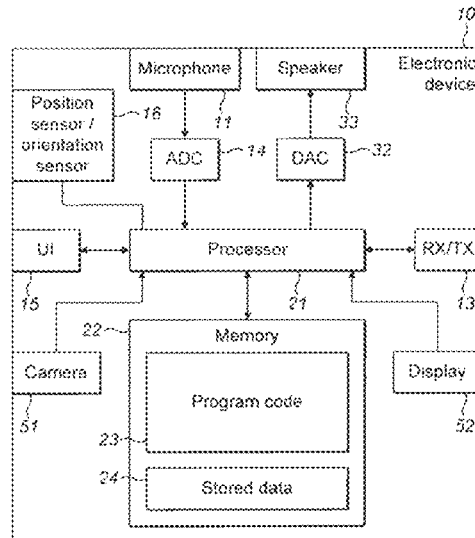 10
Electronic
device
Microphone
Speaker
11
33
Position
sensor /
orientation
sensor
16
ADC
14
DAC
32
UI
15
Processor
21
RX/TX
13
22
Memory
Camera
51
Display
52
Program code
23
24
Stored data